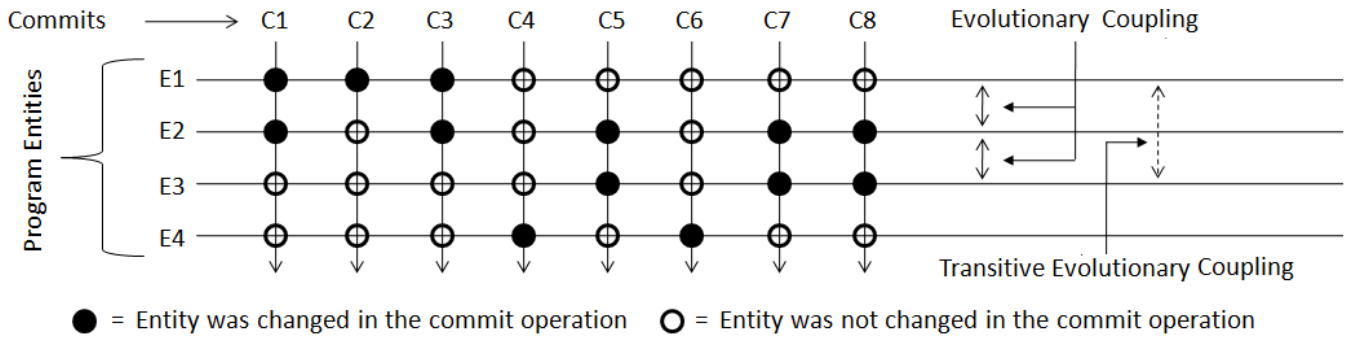 Commits C1 C2 C3 C4 C5 C6 C7 C8 Evolutionary Coupling
Program Entities
E1
E2
E3
E4
Transitive Evolutionary Coupling
= Entity was changed in the commit operation = Entity was not changed in the commit operation